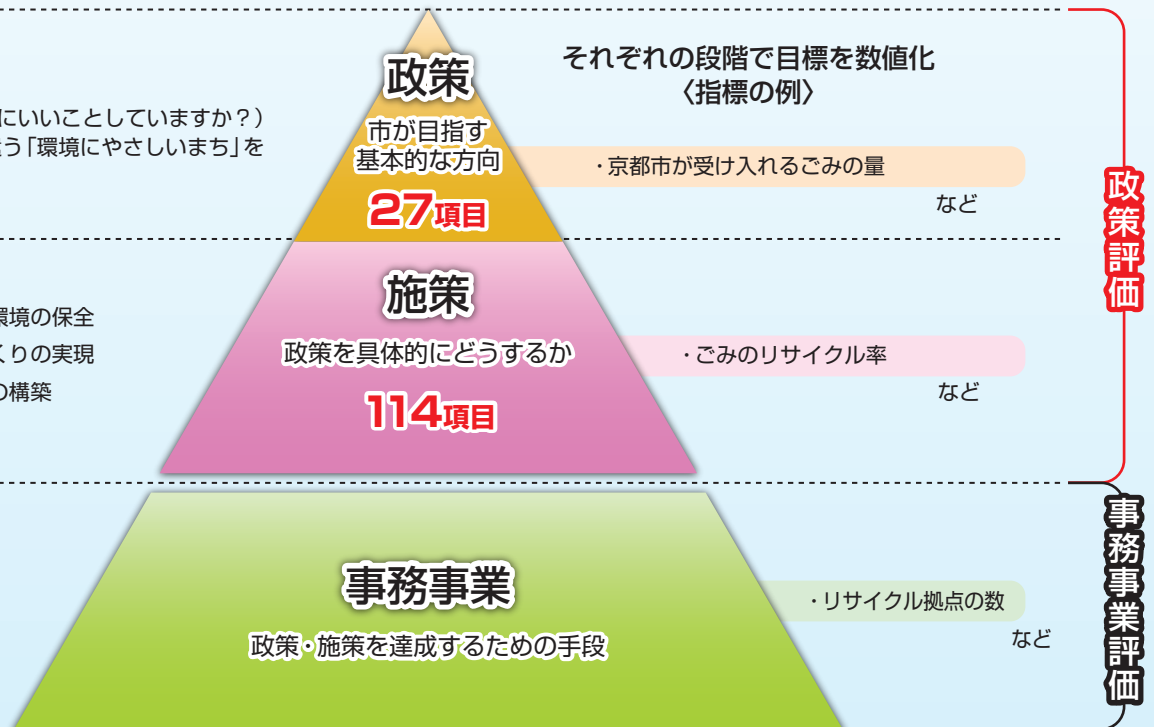 政策
市が目指す
基本的な方向
27項目
それぞれの段階で目標を数値化
〈指標の例〉
・京都市が受け入れるごみの量
など
にいいことしていますか？）
う「環境にやさしいまち」を
政策評価
施策
政策を具体的にどうするか
114項目
・ごみのリサイクル率
など
環境の保全
くりの実現
の構築
事務事業
政策・施策を達成するための手段
・リサイクル拠点の数
など
事務事業評価